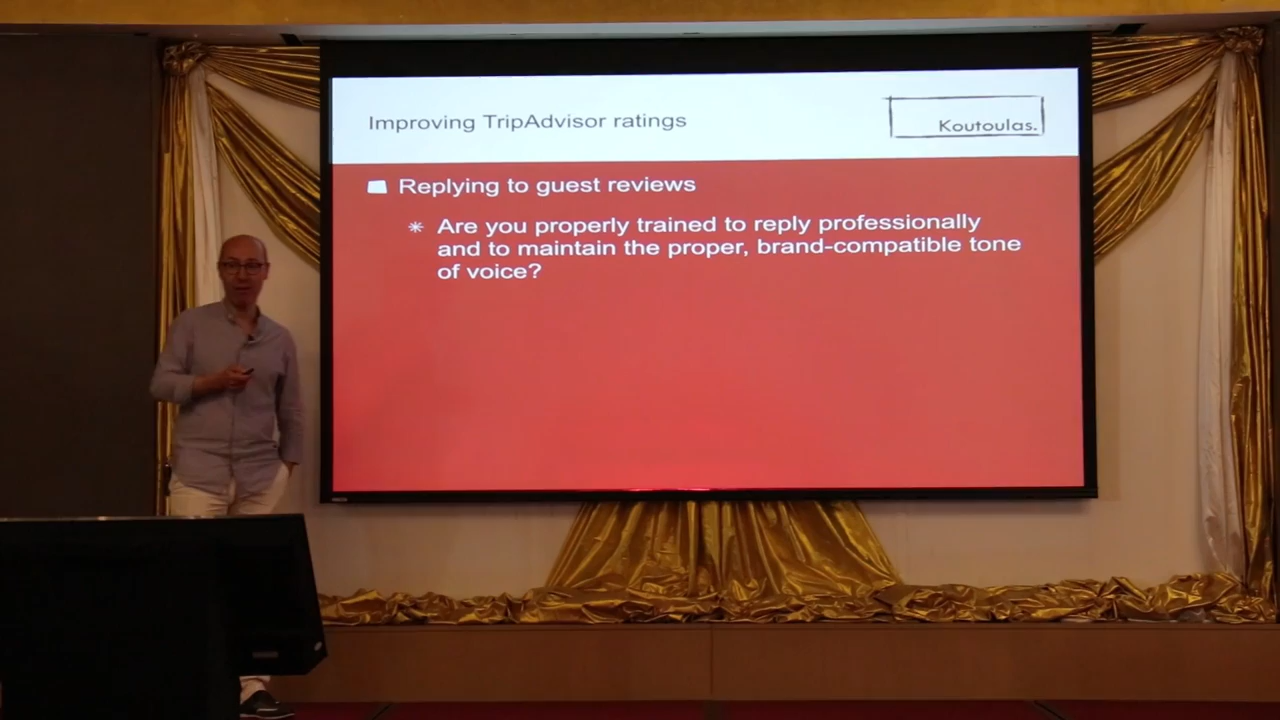 Improving TripAdvisor ratings
Koutoulas.
Replying to guest reviews
Are you properly trained to reply professionally
and to maintain the proper, brand-compatible tone
of voice?